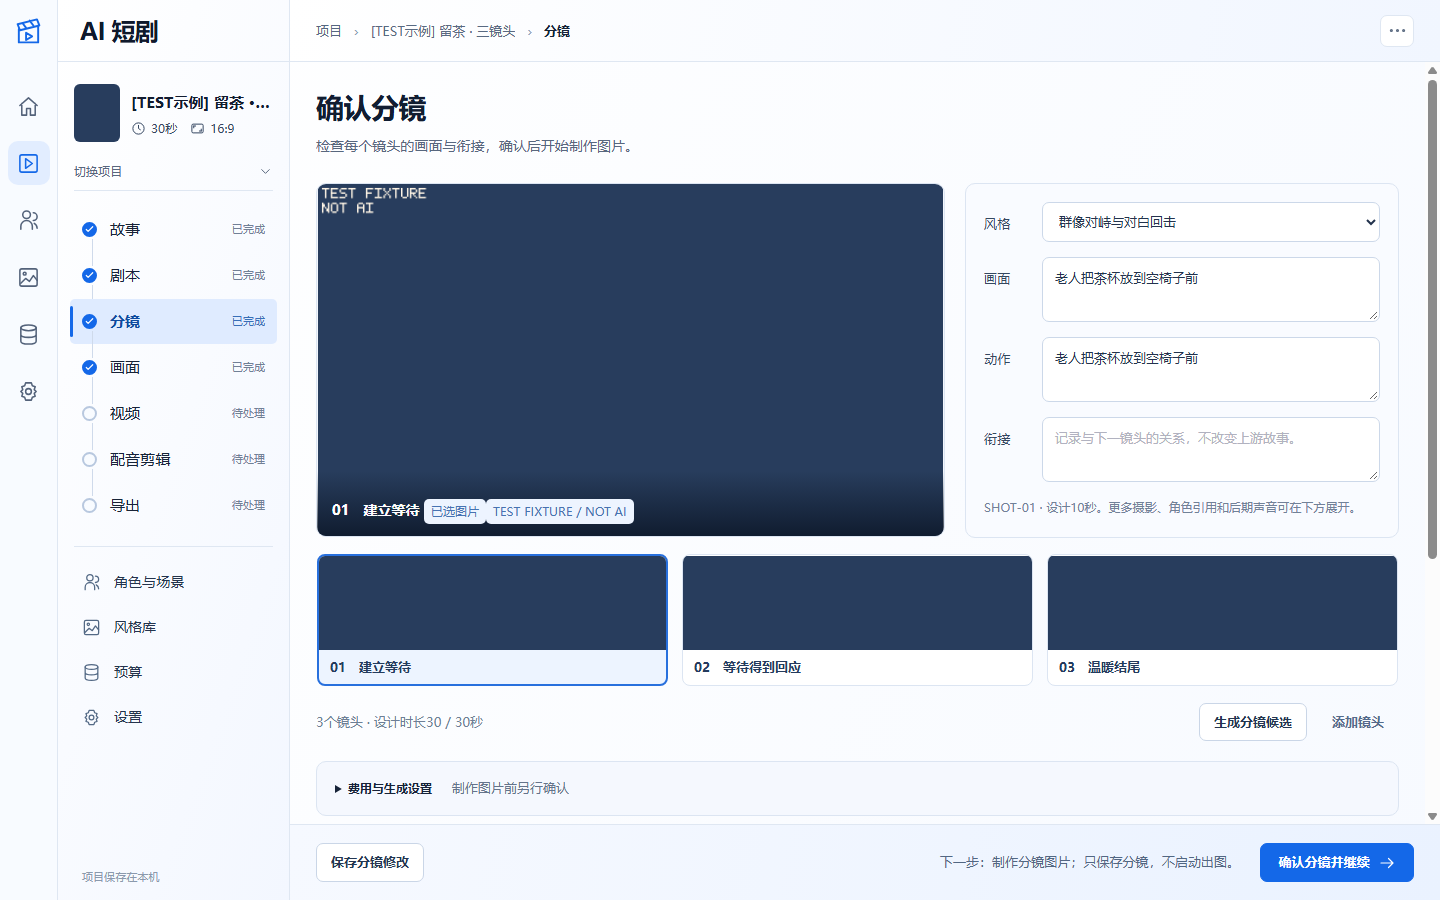 AI 短剧
项目 › [TEST示例] 留茶 · 三镜头 › 分镜
[TEST示例] 留茶 •...
30秒 16:9
切换项目
故事 已完成
剧本 已完成
分镜 已完成
画面 已完成
视频 待处理
配音剪辑 待处理
导出 待处理
角色与场景
风格库
预算
设置
项目保存在本机
确认分镜
检查每个镜头的画面与衔接，确认后开始制作图片。
TEST FIXTURE
NOT AI
01 建立等待 已选图片 TEST FIXTURE / NOT AI
风格 群像对峙与对白回击
画面 老人把茶杯放到空椅子前
动作 老人把茶杯放到空椅子前
衔接 记录与下一镜头的关系，不改变上游故事。
SHOT-01 · 设计10秒。更多摄影、角色引用和后期声音可在下方展开。
01 建立等待
02 等待得到回应
03 温暖结尾
3个镜头 · 设计时长30 / 30秒
生成分镜候选
添加镜头
费用与生成设置 制作图片前另行确认
保存分镜修改
下一步：制作分镜图片；只保存分镜，不启动出图。
确认分镜并继续